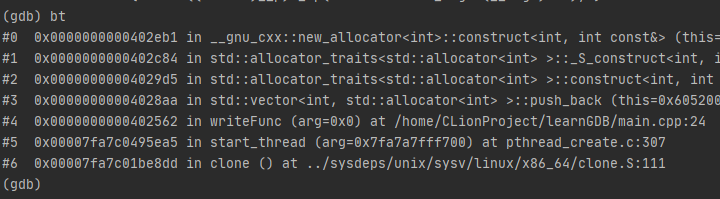 (gdb) bt
#0  0x0000000000402eb1 in __gnu_cxx::new_allocator<int>::construct<int, int const&> (this=
#1  0x0000000000402c84 in std::allocator_traits<std::allocator<int> >::_S_construct<int, i
#2  0x00000000004029d5 in std::allocator_traits<std::allocator<int> >::construct<int, int
#3  0x00000000004028aa in std::vector<int, std::allocator<int> >::push_back (this=0x605200
#4  0x0000000000402562 in writeFunc (arg=0x0) at /home/CLionProject/learnGDB/main.cpp:24
#5  0x00007fa7c0495ea5 in start_thread (arg=0x7fa7a7fff700) at pthread_create.c:307
#6  0x00007fa7c01be8dd in clone () at ../sysdeps/unix/sysv/linux/x86_64/clone.S:111
(gdb)